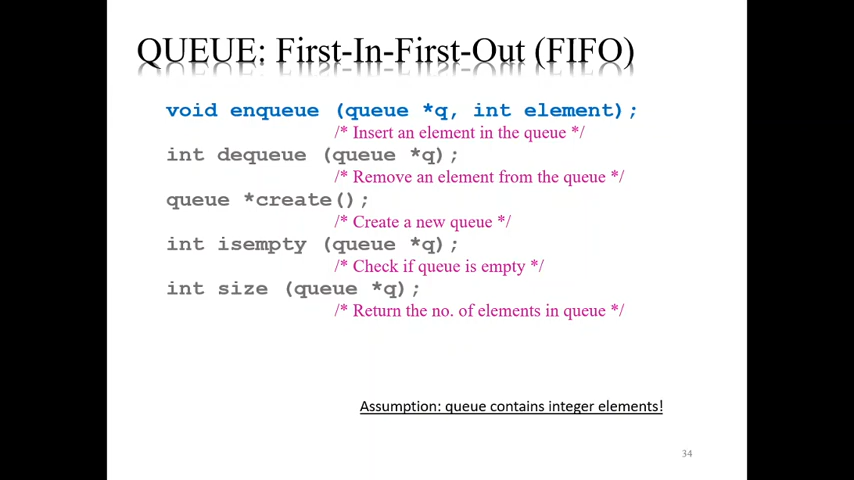 QUEUE: First-In-First-Out (FIFO)
void enqueue (queue *q, int element);
/* Insert an element in the queue */
int dequeue (queue *q);
/* Remove an element from the queue */
queue *create();
/* Create a new queue */
int isempty (queue *q);
/* Check if queue is empty */
int size (queue *q);
/* Return the no. of elements in queue */
Assumption: queue contains integer elements!
34